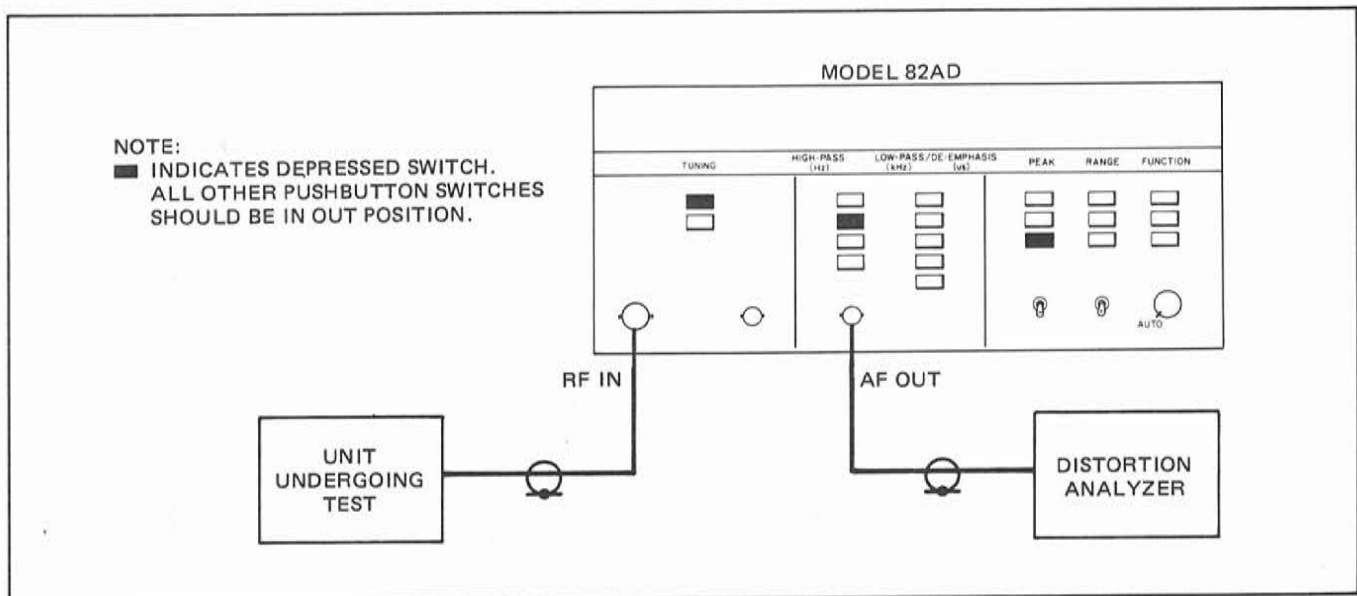 MODEL 82AD
NOTE:
INDICATES DEPRESSED SWITCH.
ALL OTHER PUSHBUTTON SWITCHES
SHOULD BE IN OUT POSITION.
TUNING
HIGH-PASS
(Hz)
LOW-PASS/DE-EMPHASIS
(kHz) (us)
PEAK
RANGE
FUNCTION
AUTO
RF IN
AF OUT
UNIT
UNDERGOING
TEST
DISTORTION
ANALYZER